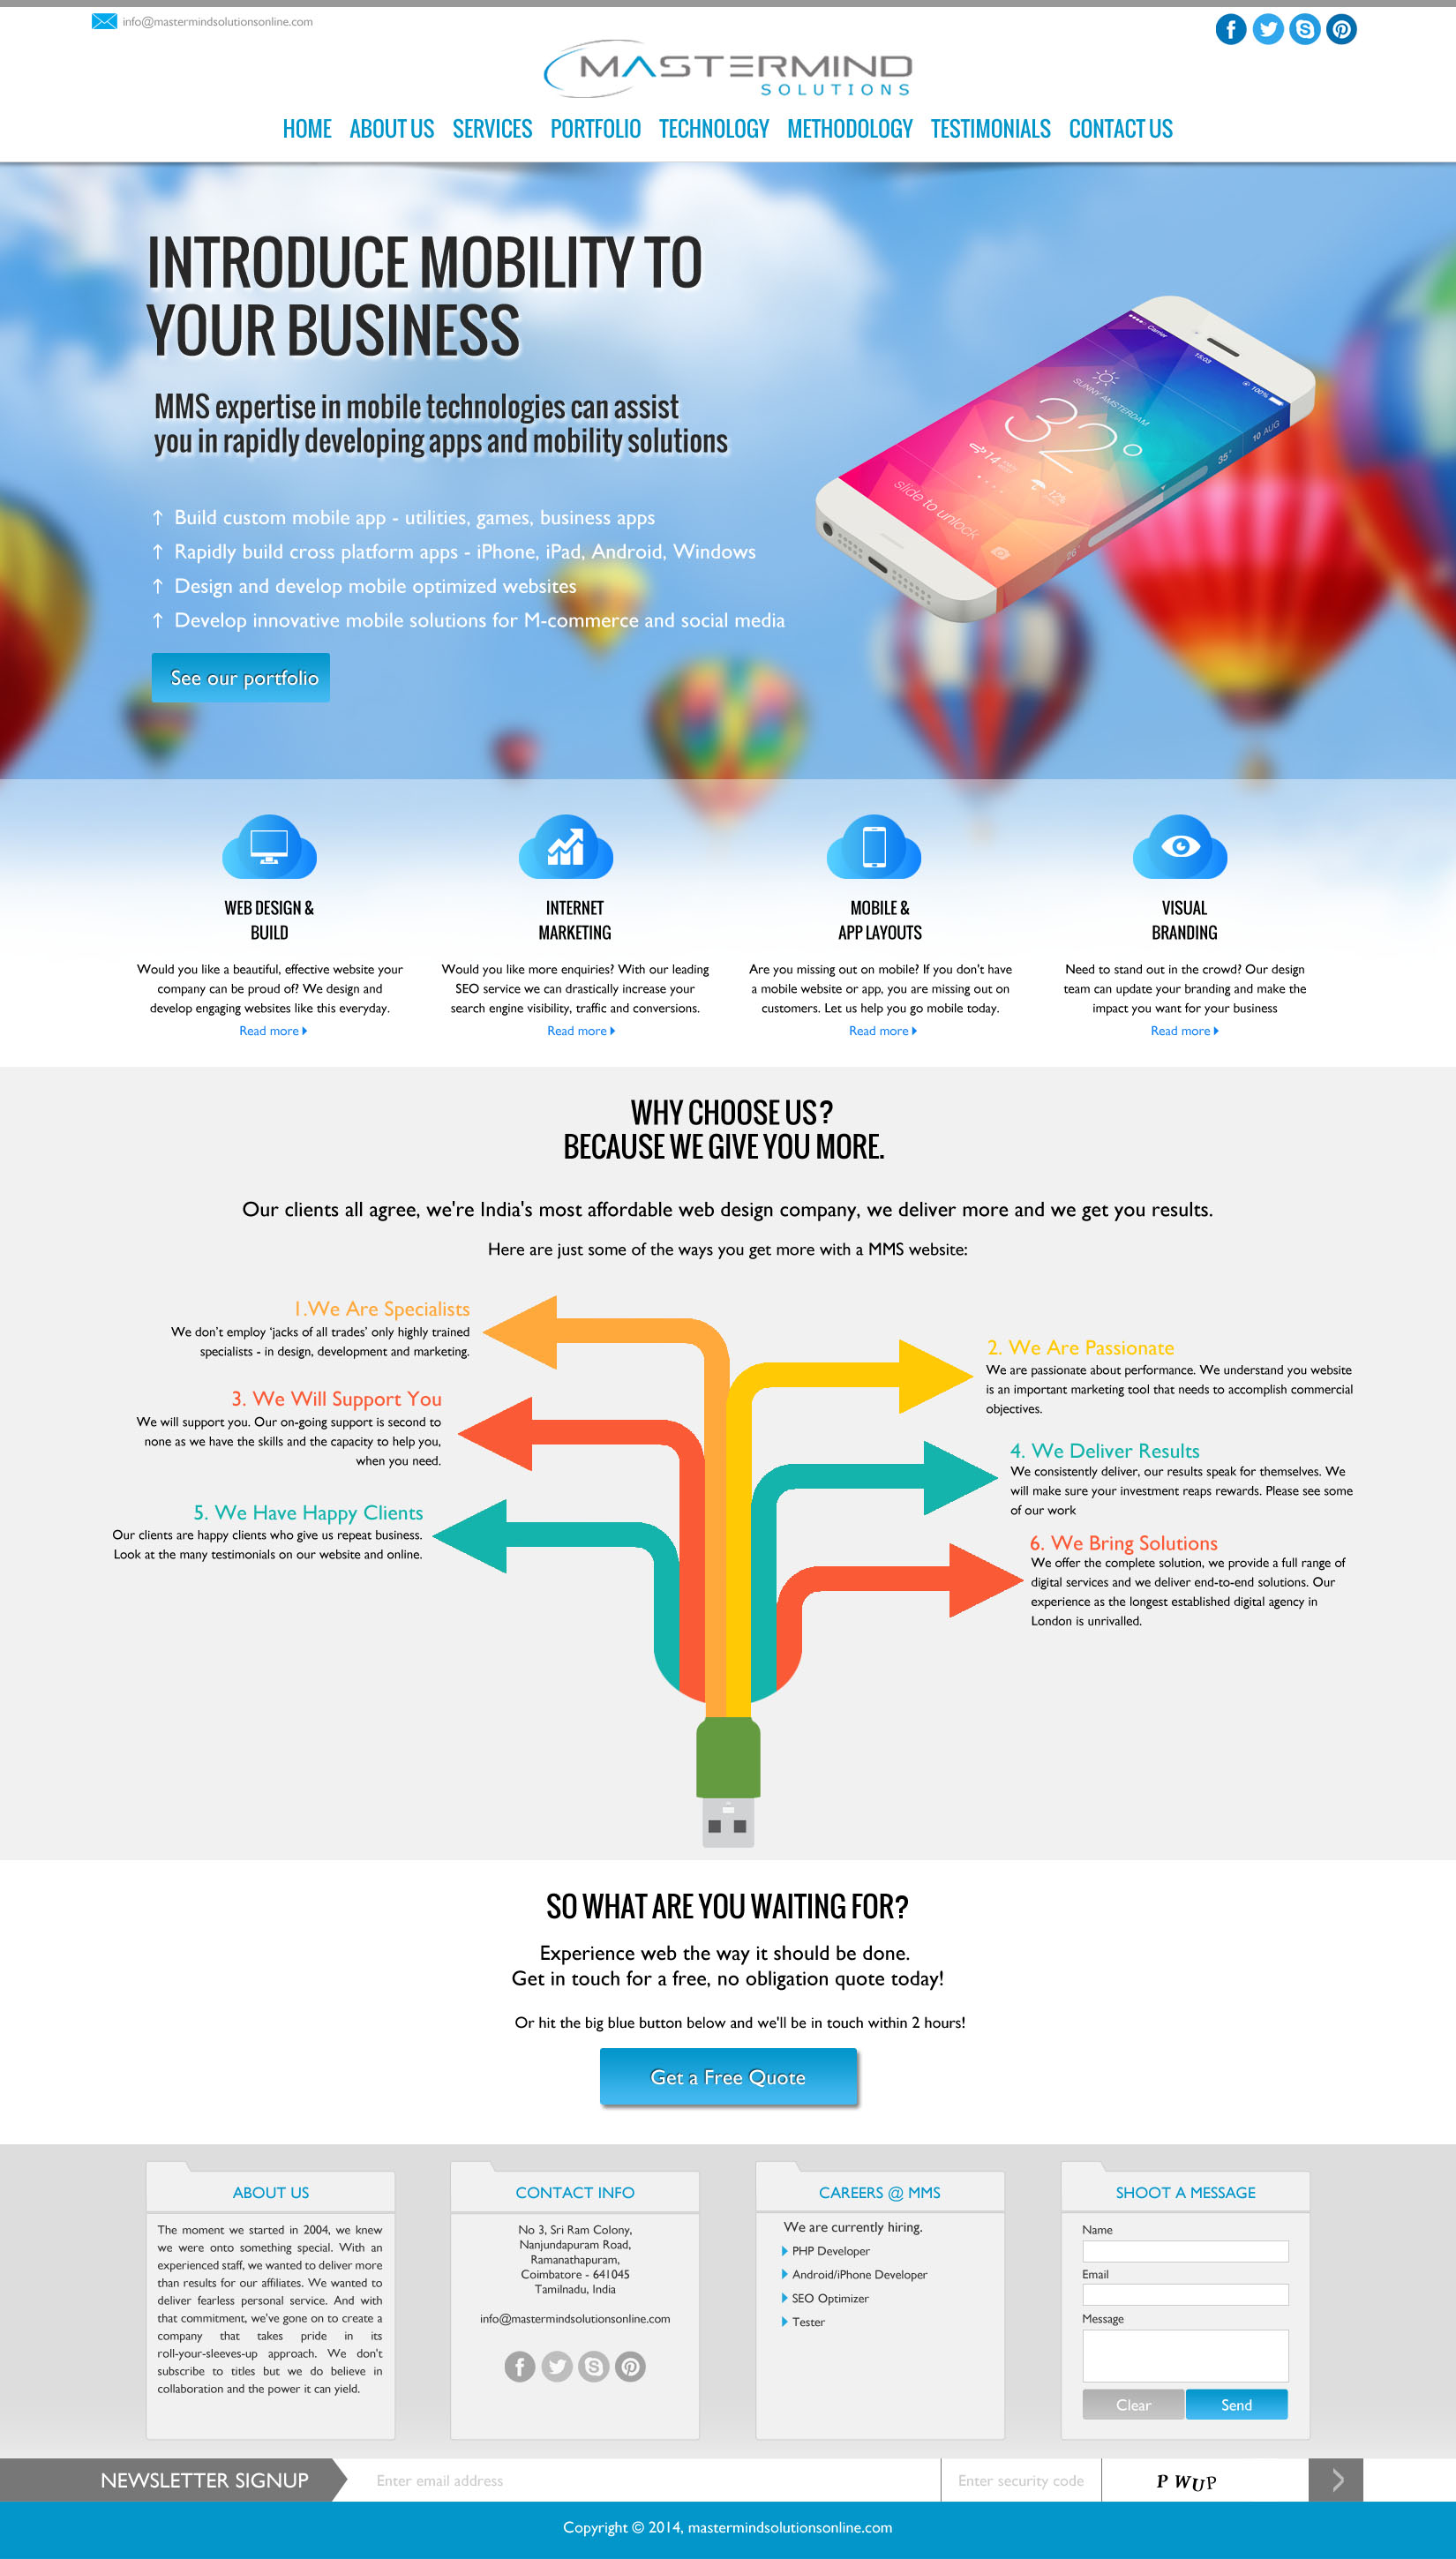 info@mastermindsolutionsonline.com
MASTERMIND
SOLUTIONS
HOME ABOUT US SERVICES PORTFOLIO TECHNOLOGY METHODOLOGY TESTIMONIALS CONTACT US
INTRODUCE MOBILITY TO
YOUR BUSINESS
MMS expertise in mobile technologies can assist
you in rapidly developing apps and mobility solutions
↑ Build custom mobile app - utilities, games, business apps
↑ Rapidly build cross platform apps - iPhone, iPad, Android, Windows
↑ Design and develop mobile optimized websites
↑ Develop innovative mobile solutions for M-commerce and social media
See our portfolio
Carrier
15:03
100%
SUNNY AMSTERDAM
32°
14
12%
slide to unlock
10 AUG
35°
26°
WEB DESIGN &
BUILD
Would you like a beautiful, effective website your
company can be proud of? We design and
develop engaging websites like this everyday.
Read more
INTERNET
MARKETING
Would you like more enquiries? With our leading
SEO service we can drastically increase your
search engine visibility, traffic and conversions.
Read more
MOBILE &
APP LAYOUTS
Are you missing out on mobile? If you don't have
a mobile website or app, you are missing out on
customers. Let us help you go mobile today.
Read more
VISUAL
BRANDING
Need to stand out in the crowd? Our design
team can update your branding and make the
impact you want for your business
Read more
WHY CHOOSE US?
BECAUSE WE GIVE YOU MORE.
Our clients all agree, we're India's most affordable web design company, we deliver more and we get you results.
Here are just some of the ways you get more with a MMS website:
1.We Are Specialists
We don't employ 'jacks of all trades' only highly trained
specialists - in design, development and marketing.
2. We Are Passionate
We are passionate about performance. We understand you website
is an important marketing tool that needs to accomplish commercial
objectives.
3. We Will Support You
We will support you. Our on-going support is second to
none as we have the skills and the capacity to help you,
when you need.
4. We Deliver Results
We consistently deliver, our results speak for themselves. We
will make sure your investment reaps rewards. Please see some
of our work
5. We Have Happy Clients
Our clients are happy clients who give us repeat business.
Look at the many testimonials on our website and online.
6. We Bring Solutions
We offer the complete solution, we provide a full range of
digital services and we deliver end-to-end solutions. Our
experience as the longest established digital agency in
London is unrivalled.
SO WHAT ARE YOU WAITING FOR?
Experience web the way it should be done.
Get in touch for a free, no obligation quote today!
Or hit the big blue button below and we'll be in touch within 2 hours!
Get a Free Quote
ABOUT US
The moment we started in 2004, we knew
we were onto something special. With an
experienced staff, we wanted to deliver more
than results for our affiliates. We wanted to
deliver fearless personal service. And with
that commitment, we've gone on to create a
company that takes pride in its
roll-your-sleeves-up approach. We don't
subscribe to titles but we do believe in
collaboration and the power it can yield.
CONTACT INFO
No 3, Sri Ram Colony,
Nanjundapuram Road,
Ramanathapuram,
Coimbatore - 641045
Tamilnadu, India
info@mastermindsolutionsonline.com
CAREERS @ MMS
We are currently hiring.
PHP Developer
Android/iPhone Developer
SEO Optimizer
Tester
SHOOT A MESSAGE
Name
Email
Message
Clear Send
NEWSLETTER SIGNUP Enter email address Enter security code P WUP
Copyright © 2014, mastermindsolutionsonline.com